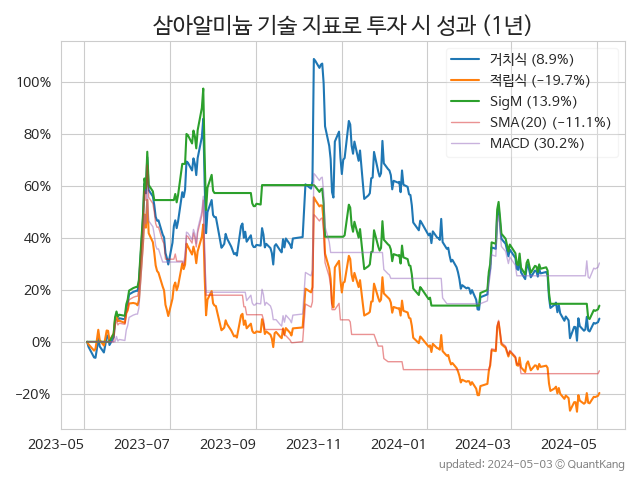 삼아알미늄 기술 지표로 투자 시 성과 (1년)
거치식 (8.9%)
적립식 (−19.7%)
SigM (13.9%)
SMA(20) (−11.1%)
MACD (30.2%)
100%
80%
60%
40%
20%
0%
−20%
2023-05 2023-07 2023-09 2023-11 2024-01 2024-03 2024-05
updated: 2024-05-03 © QuantKang